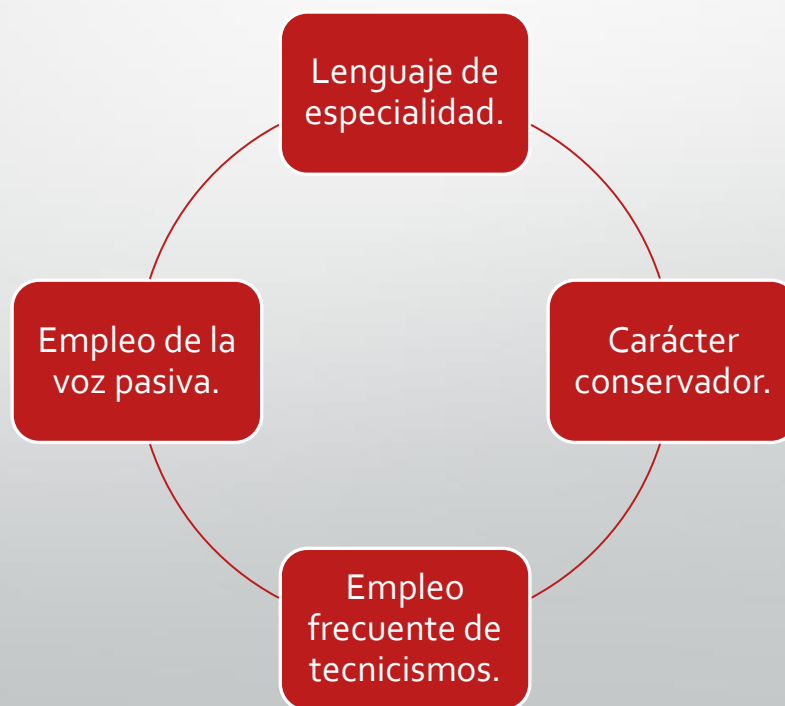 Lenguaje de
especialidad.
Carácter
conservador.
Empleo
frecuente de
tecnicismos.
Empleo de la
voz pasiva.